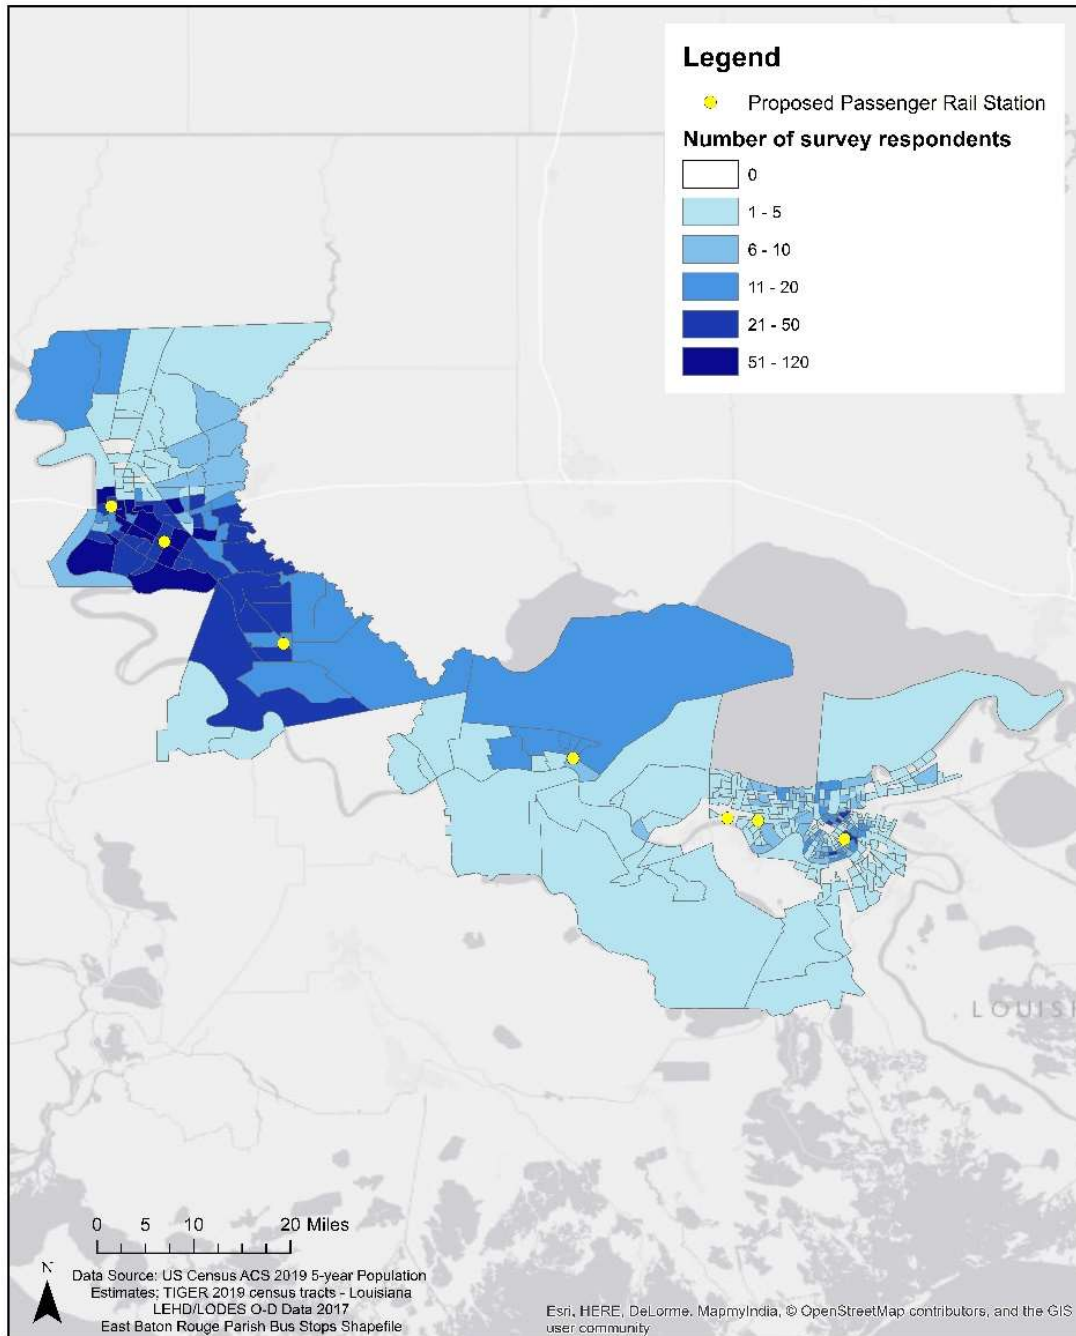 Legend
Proposed Passenger Rail Station
Number of survey respondents
0
1 - 5
6 - 10
11 - 20
21 - 50
51 - 120
LOUIS
0 5 10 20 Miles
N
Data Source: US Census ACS 2019 5-year Population
Estimates; TIGER 2019 census tracts - Louisiana
LEHD/LODES O-D Data 2017
East Baton Rouge Parish Bus Stops Shapefile
Esri, HERE, DeLorme, MapmyIndia, © OpenStreetMap contributors, and the GIS
user community